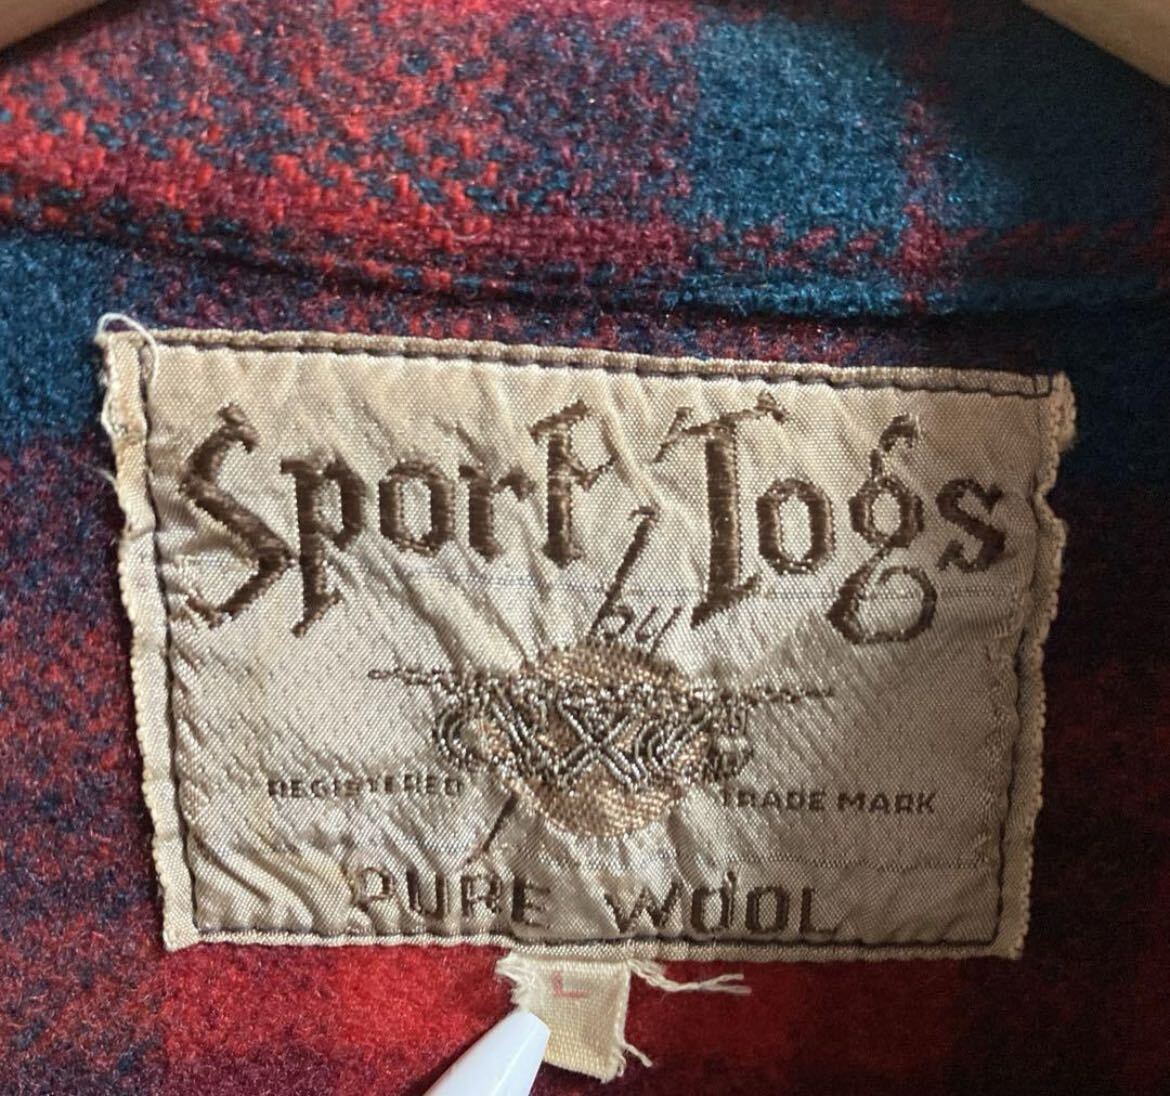 Sport Togs
by
REGISTERED TRADE MARK
PURE WOOL
L